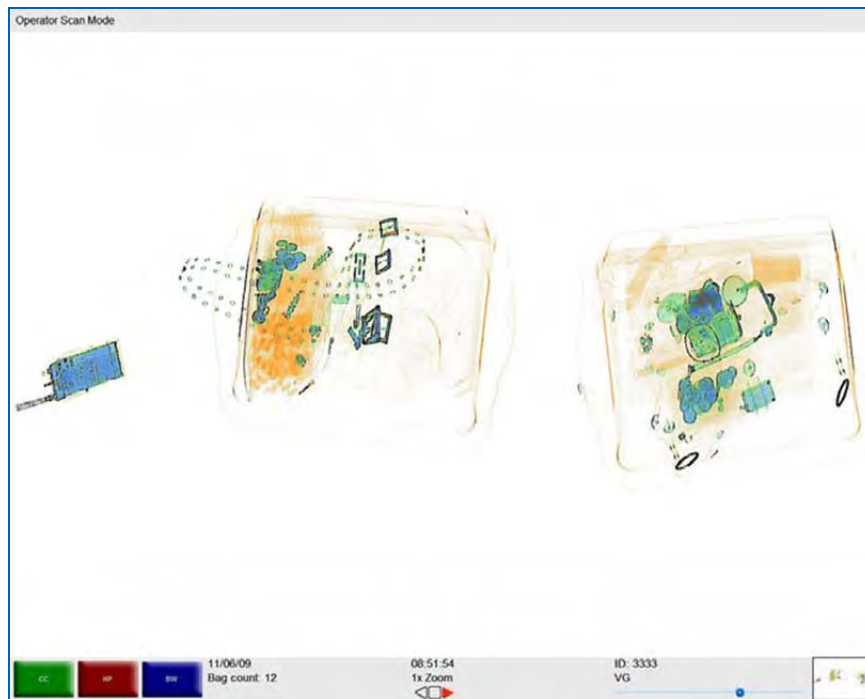 Operator Scan Mode
CC
HP
BW
11/06/09
Bag count: 12
08:51:54
1x Zoom
ID: 3333
VG